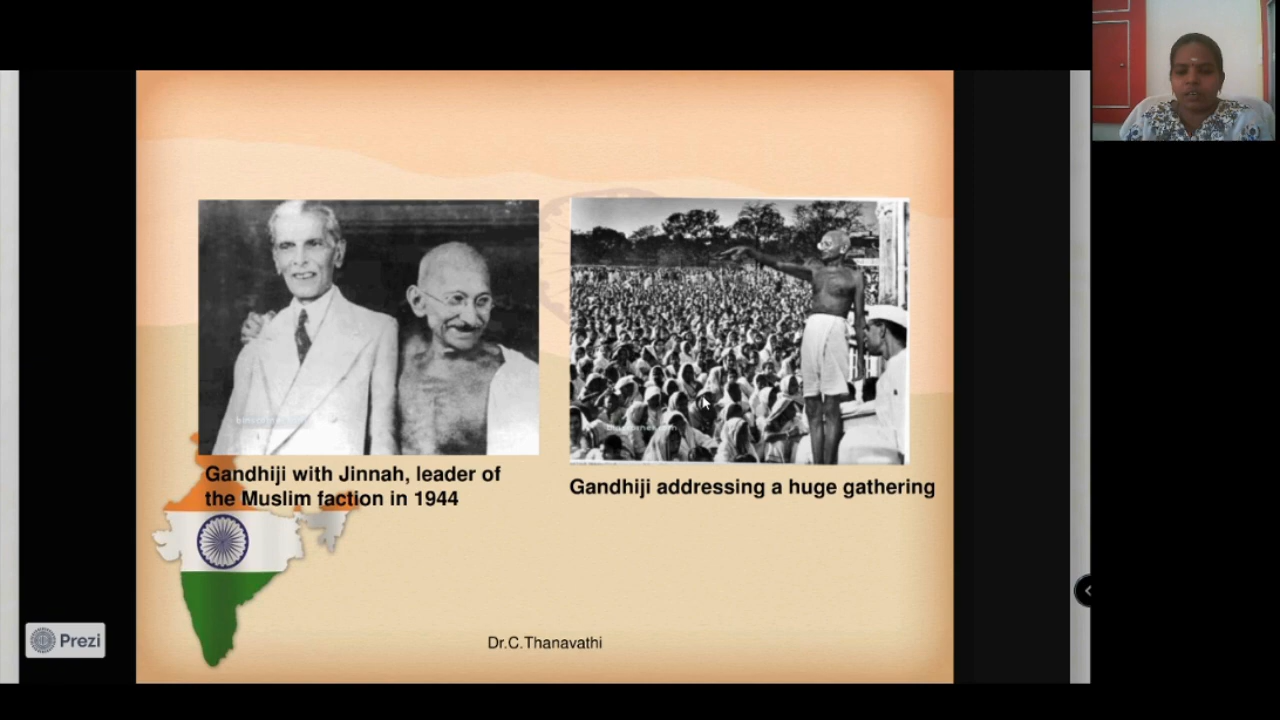 Gandhiji with Jinnah, leader of
the Muslim faction in 1944
Gandhiji addressing a huge gathering
Dr.C.Thanavathi
Prezi